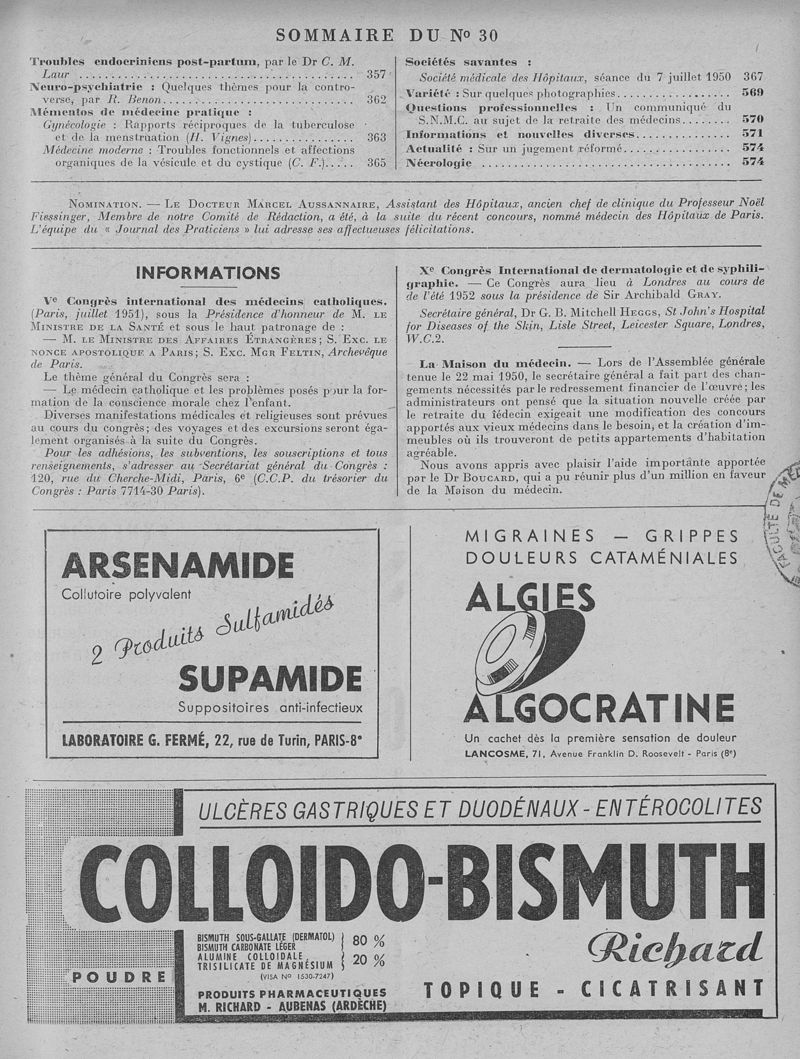 SOMMAIRE DU Nº 30
Troubles endocriniens post-partum, par le Dr C. M.
Laur ........................................ 357
Neuro-psychiatrie : Quelques thèmes pour la contro-
verse, par R. Benon............................ 362
Mémentos de médecine pratique :
Gynécologie : Rapports réciproques de la tuberculose
et de la menstruation (H. Vignes)............... 363
Médecine moderne : Troubles fonctionnels et affections
organiques de la vésicule et du cystique (C. F.)..... 365
Sociétés savantes :
Société médicale des Hôpitaux, séance du 7 juillet 1950 367
Variété : Sur quelques photographies................. 569
Questions professionnelles : Un communiqué du
S.N.M.C. au sujet de la retraite des médecins........ 570
Informations et nouvelles diverses.............. 571
Actualité : Sur un jugement réformé................ 574
Nécrologie ..................................... 574
NOMINATION. — LE DOCTEUR MARCEL AUSSANNAIRE, Assistant des Hôpitaux, ancien chef de clinique du Professeur Noël
Fiessinger, Membre de notre Comité de Rédaction, a été, à la suite du récent concours, nommé médecin des Hôpitaux de Paris.
L'équipe du « Journal des Praticiens » lui adresse ses affectueuses félicitations.
INFORMATIONS
Ve Congrès international des médecins catholiques.
(Paris, juillet 1951), sous la Présidence d'honneur de M. LE
MINISTRE DE LA SANTÉ et sous le haut patronage de :
— M. LE MINISTRE DES AFFAIRES ÉTRANGÈRES; S. EXC. LE
NONCE APOSTOLIQUE A PARIS; S. EXC. MGR FELTIN, Archevêque
de Paris.
Le thème général du Congrès sera :
— Le médecin catholique et les problèmes posés pour la for-
mation de la conscience morale chez l'enfant.
Diverses manifestations médicales et religieuses sont prévues
au cours du congrès; des voyages et des excursions seront éga-
lement organisés à la suite du Congrès.
Pour les adhésions, les subventions, les souscriptions et tous
renseignements, s'adresser au Secrétariat général du Congrès :
120, rue du Cherche-Midi, Paris, 6e (C.C.P. du trésorier du
Congrès : Paris 7714-30 Paris).
Xe Congrès International de dermatologie et de syphili-
graphie. — Ce Congrès aura lieu à Londres au cours de
de l'été 1952 sous la présidence de Sir Archibald GRAY.
Secrétaire général, Dr G. B. Mitchell HEGGS, St John's Hospital
for Diseases of the Skin, Lisle Street, Leicester Square, Londres,
W.C.2.
La Maison du médecin. — Lors de l'Assemblée générale
tenue le 22 mai 1950, le secrétaire général a fait part des chan-
gements nécessités par le redressement financier de l'œuvre; les
administrateurs ont pensé que la situation nouvelle créée par
le retraite du íédecin exigeait une modification des concours
apportés aux vieux médecins dans le besoin, et la création d'im-
meubles où ils trouveront de petits appartements d'habitation
agréable.
Nous avons appris avec plaisir l'aide importante apportée
par le Dr BOUCARD, qui a pu réunir plus d'un million en faveur
de la Maison du médecin.
FACULTÉ DE MÉD
ARSENAMIDE
Collutoire polyvalent
2 Produits Sulfamidés
SUPAMIDE
Suppositoires anti-infectieux
LABORATOIRE G. FERMÉ, 22, rue de Turin, PARIS-8e
MIGRAINES — GRIPPES
DOULEURS CATAMÉNIALES
ALGIES
ALGOCRATINE
Un cachet dès la première sensation de douleur
LANCOSME, 71, Avenue Franklin D. Roosevelt - Paris (8e)
ULCÈRES GASTRIQUES ET DUODÉNAUX - ENTÉROCOLITES
COLLOIDO-BISMUTH
Richard
BISMUTH SOUS-GALLATE (DERMATOL)
BISMUTH CARBONATE LÉGER
80 %
ALUMINE COLLOIDALE
TRISILICATE DE MAGNÉSIUM
20 %
(VISA Nº 1530-7247)
POUDRE
PRODUITS PHARMACEUTIQUES
M. RICHARD - AUBENAS (ARDÈCHE)
TOPIQUE - CICATRISANT